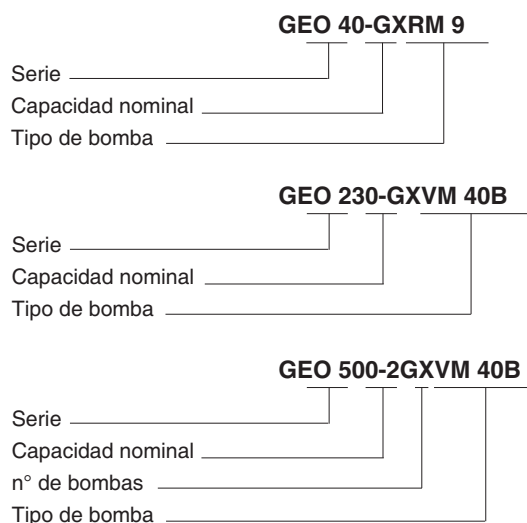 GEO 40-GXRM 9
Serie
Capacidad nominal
Tipo de bomba
GEO 230-GXVM 40B
Serie
Capacidad nominal
Tipo de bomba
GEO 500-2GXVM 40B
Serie
Capacidad nominal
n° de bombas
Tipo de bomba